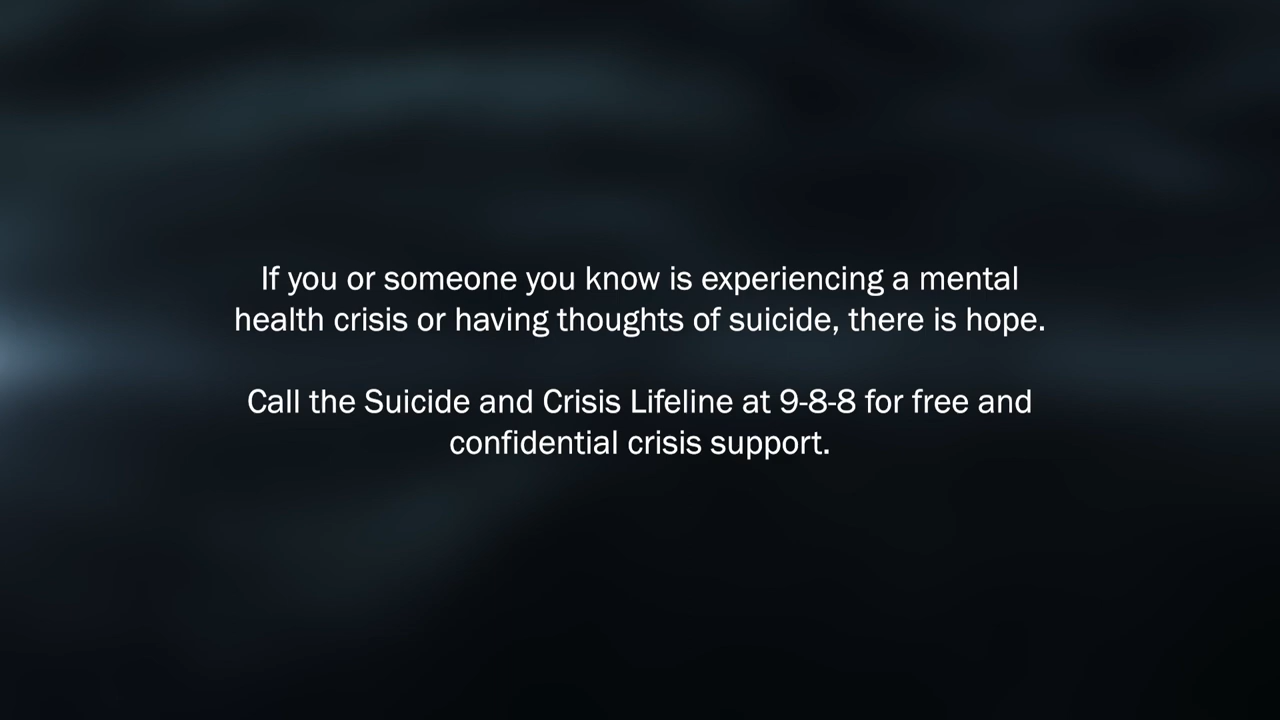 If you or someone you know is experiencing a mental
health crisis or having thoughts of suicide, there is hope.
Call the Suicide and Crisis Lifeline at 9-8-8 for free and
confidential crisis support.